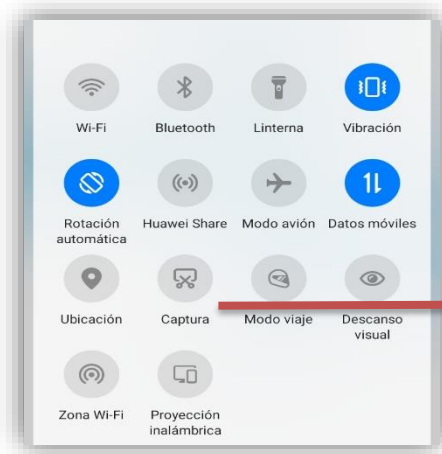 Wi-Fi Bluetooth Linterna Vibración
Rotación automática Huawei Share Modo avión Datos móviles
Ubicación Captura Modo viaje Descanso visual
Zona Wi-Fi Proyección inalámbrica